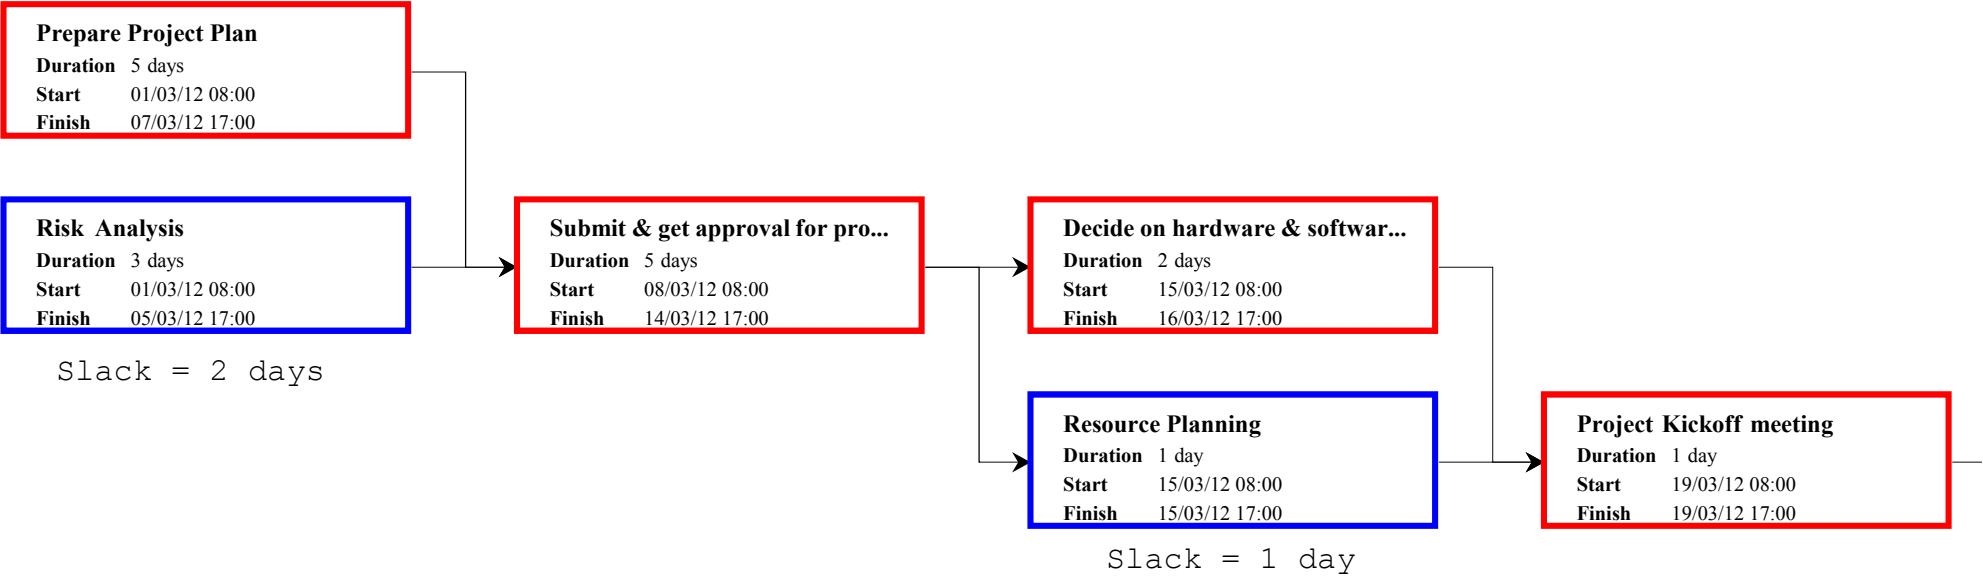 Prepare Project Plan
Duration 5 days
Start 01/03/12 08:00
Finish 07/03/12 17:00
Risk Analysis
Duration 3 days
Start 01/03/12 08:00
Finish 05/03/12 17:00
Slack = 2 days
Submit & get approval for pro...
Duration 5 days
Start 08/03/12 08:00
Finish 14/03/12 17:00
Decide on hardware & softwar...
Duration 2 days
Start 15/03/12 08:00
Finish 16/03/12 17:00
Resource Planning
Duration 1 day
Start 15/03/12 08:00
Finish 15/03/12 17:00
Slack = 1 day
Project Kickoff meeting
Duration 1 day
Start 19/03/12 08:00
Finish 19/03/12 17:00